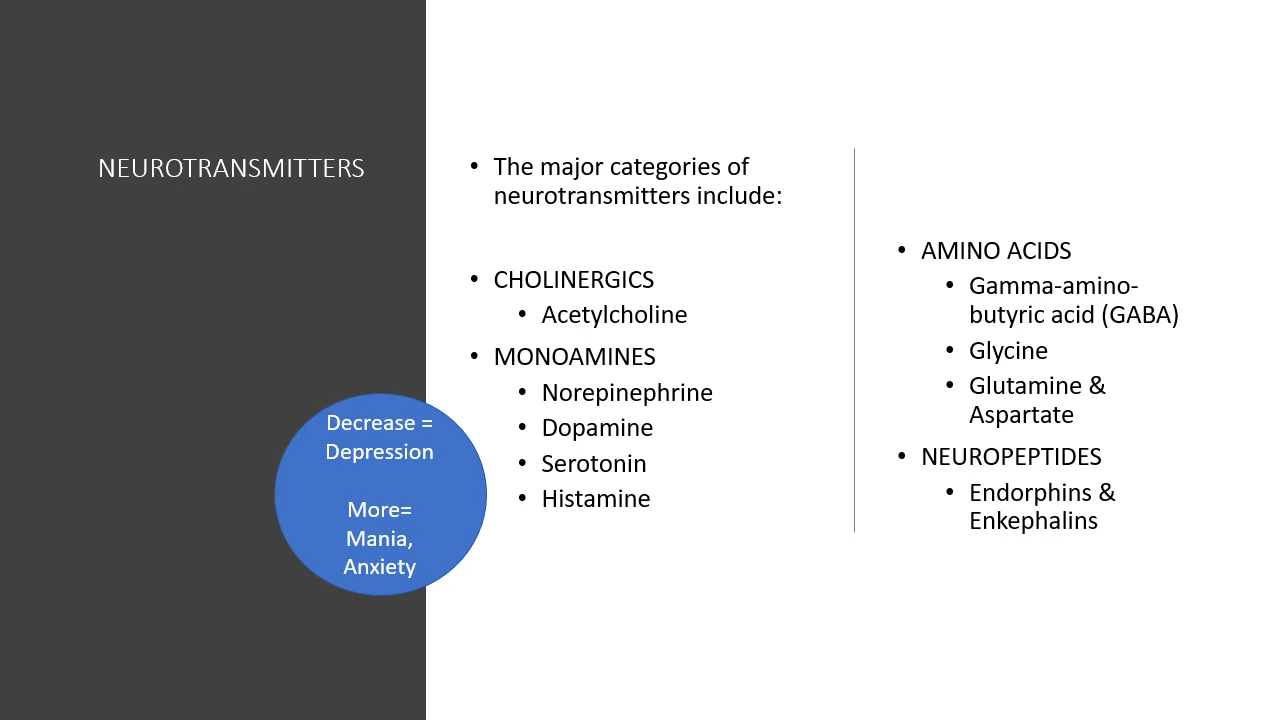 NEUROTRANSMITTERS
• The major categories of
neurotransmitters include:
• CHOLINERGICS
• Acetylcholine
• MONOAMINES
• Norepinephrine
• Dopamine
• Serotonin
• Histamine
Decrease =
Depression
More=
Mania,
Anxiety
• AMINO ACIDS
• Gamma-amino-
butyric acid (GABA)
• Glycine
• Glutamine &
Aspartate
• NEUROPEPTIDES
• Endorphins &
Enkephalins